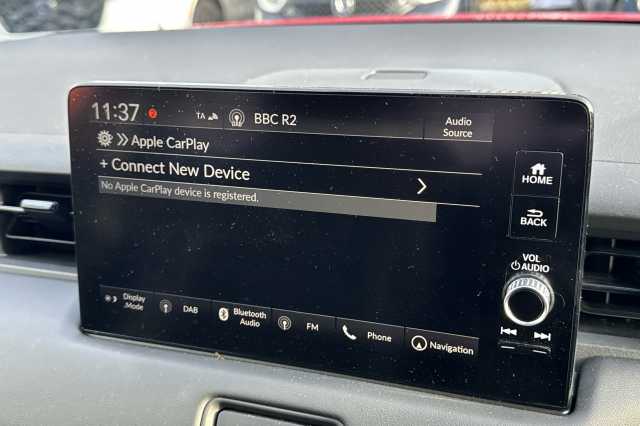 11:37
TA
BBC R2
Audio
Source
Apple CarPlay
+ Connect New Device
No Apple CarPlay device is registered.
HOME
BACK
VOL
AUDIO
Display
Mode
DAB
Bluetooth
Audio
FM
Phone
Navigation